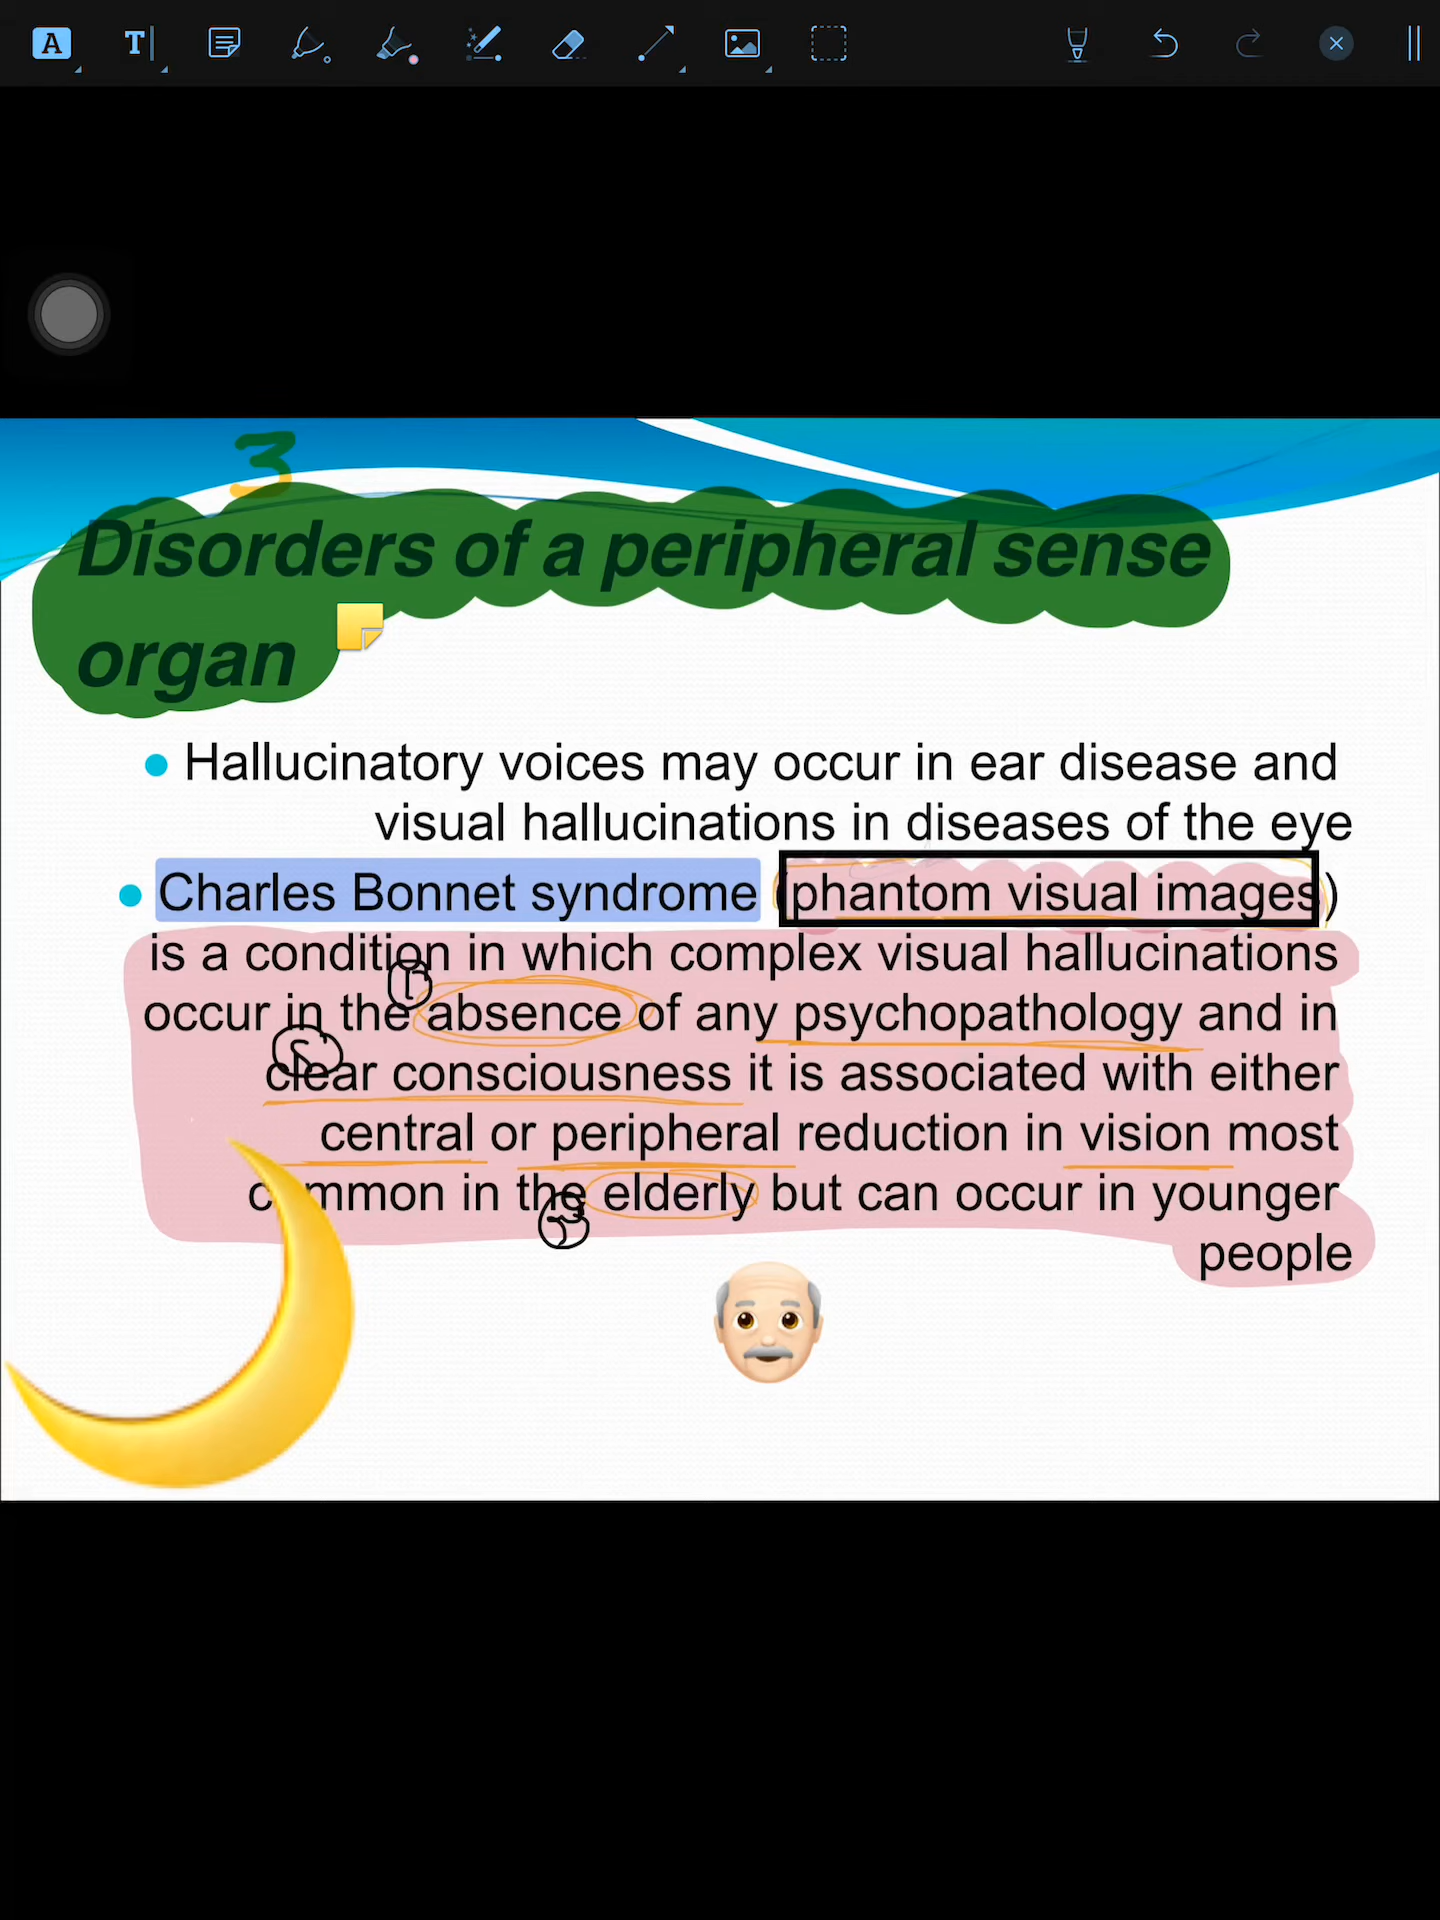 A
T
3
Disorders of a peripheral sense
organ
Hallucinatory voices may occur in ear disease and
visual hallucinations in diseases of the eye
Charles Bonnet syndrome (phantom visual images)
is a condition in which complex visual hallucinations
occur in the absence of any psychopathology and in
clear consciousness it is associated with either
central or peripheral reduction in vision most
common in the elderly but can occur in younger
people